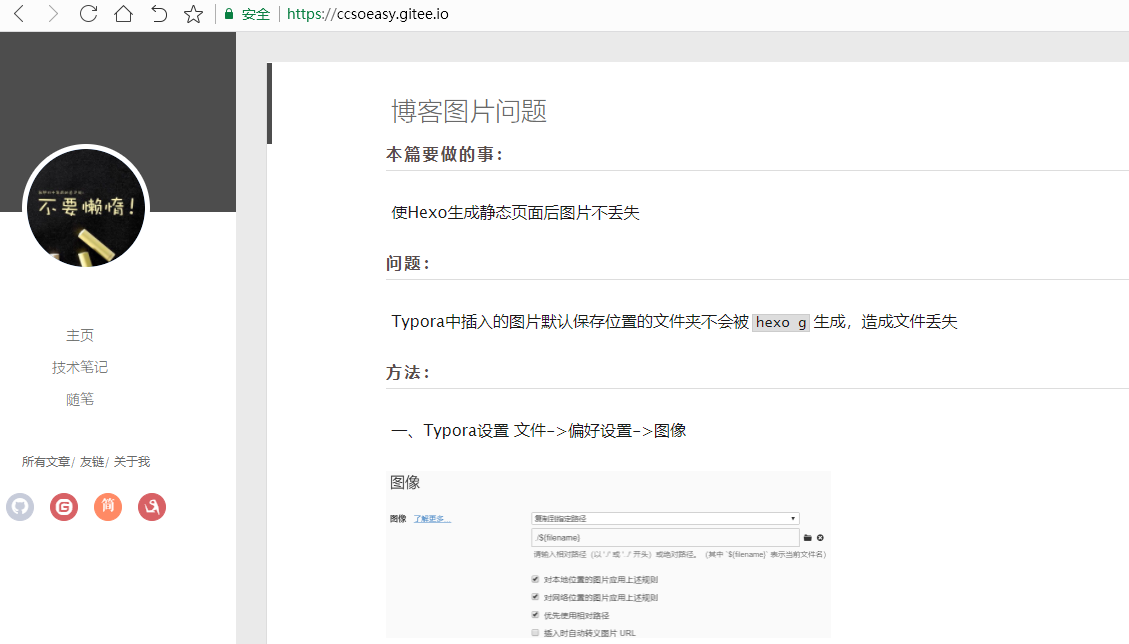 安全 https://ccsoeasy.gitee.io
不要懒惰!
主页
技术笔记
随笔
所有文章/ 友链/ 关于我
简
博客图片问题
本篇要做的事：
使Hexo生成静态页面后图片不丢失
问题：
Typora中插入的图片默认保存位置的文件夹不会被 hexo g 生成，造成文件丢失
方法：
一、Typora设置 文件->偏好设置->图像
图像
图像 了解更多...
复制到指定路径
./${filename}
请输入相对路径（以 './' 或 '../' 开头）或绝对路径。（其中 `${filename}` 表示当前文件名）
对本地位置的图片应用上述规则
对网络位置的图片应用上述规则
优先使用相对路径
插入时自动转义图片 URL